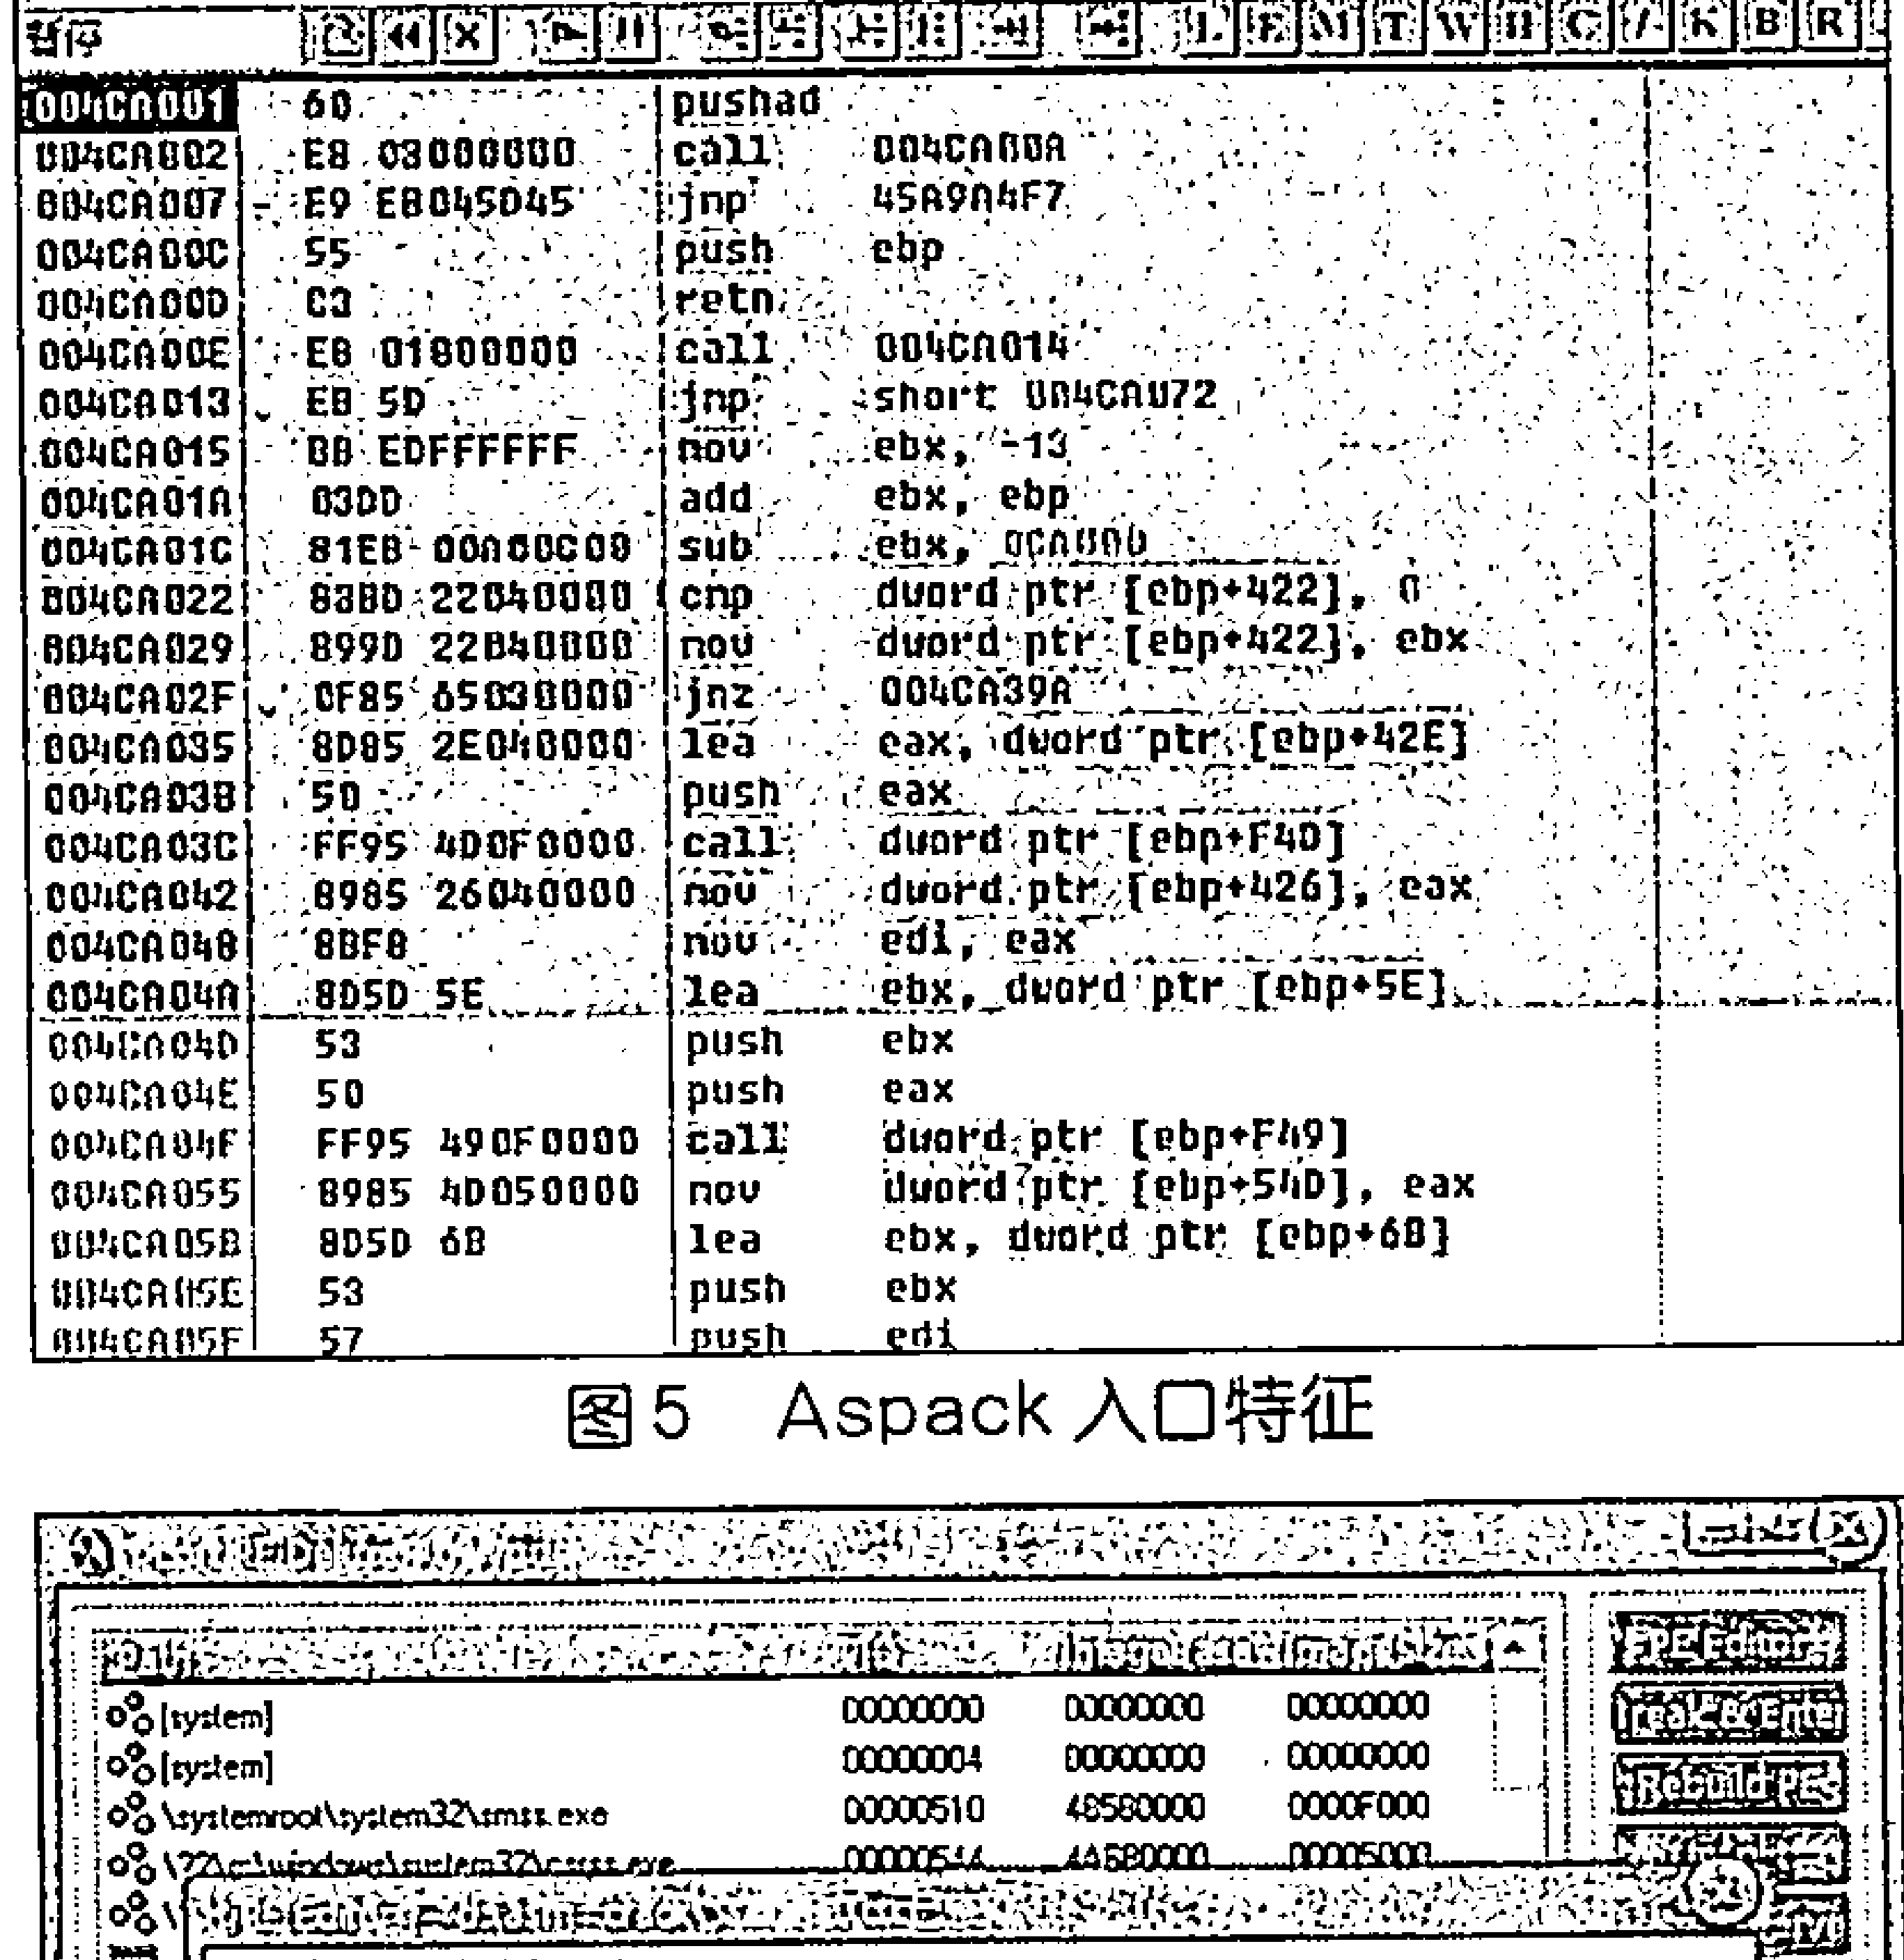 暂停 L E M T W H C / K B R
004CA001 60 pushad
004CA002 E8 03000000 call 004CA00A
004CA007 - E9 EB045D45 jmp 45A9A4F7
004CA00C 55 push ebp
004CA00D C3 retn
004CA00E E8 01000000 call 004CA014
004CA013 EB 5D jmp short 004CA072
004CA015 BB EDFFFFFF mov ebx, -13
004CA01A 03DD add ebx, ebp
004CA01C 81EB 00A00C00 sub ebx, 0CA000
004CA022 83BD 22040000 cmp dword ptr [ebp+422], 0
004CA029 899D 22040000 mov dword ptr [ebp+422], ebx
004CA02F 0F85 65030000 jnz 004CA39A
004CA035 8D85 2E040000 lea eax, dword ptr [ebp+42E]
004CA03B 50 push eax
004CA03C FF95 4D0F0000 call dword ptr [ebp+F4D]
004CA042 8985 26040000 mov dword ptr [ebp+426], eax
004CA048 8BF8 mov edi, eax
004CA04A 8D5D 5E lea ebx, dword ptr [ebp+5E]
004CA04D 53 push ebx
004CA04E 50 push eax
004CA04F FF95 490F0000 call dword ptr [ebp+F49]
004CA055 8985 4D050000 mov dword ptr [ebp+54D], eax
004CA05B 8D5D 6B lea ebx, dword ptr [ebp+6B]
004CA05E 53 push ebx
004CA05F 57 push edi
图 5 Aspack 入口特征
[system] 00000000 00000000 00000000
[system] 00000004 00000000 00000000
\systemroot\system32\smss.exe 00000510 48580000 0000F000
\??\c:\windows\system32\csrss.exe 00000544 4A680000 00005000